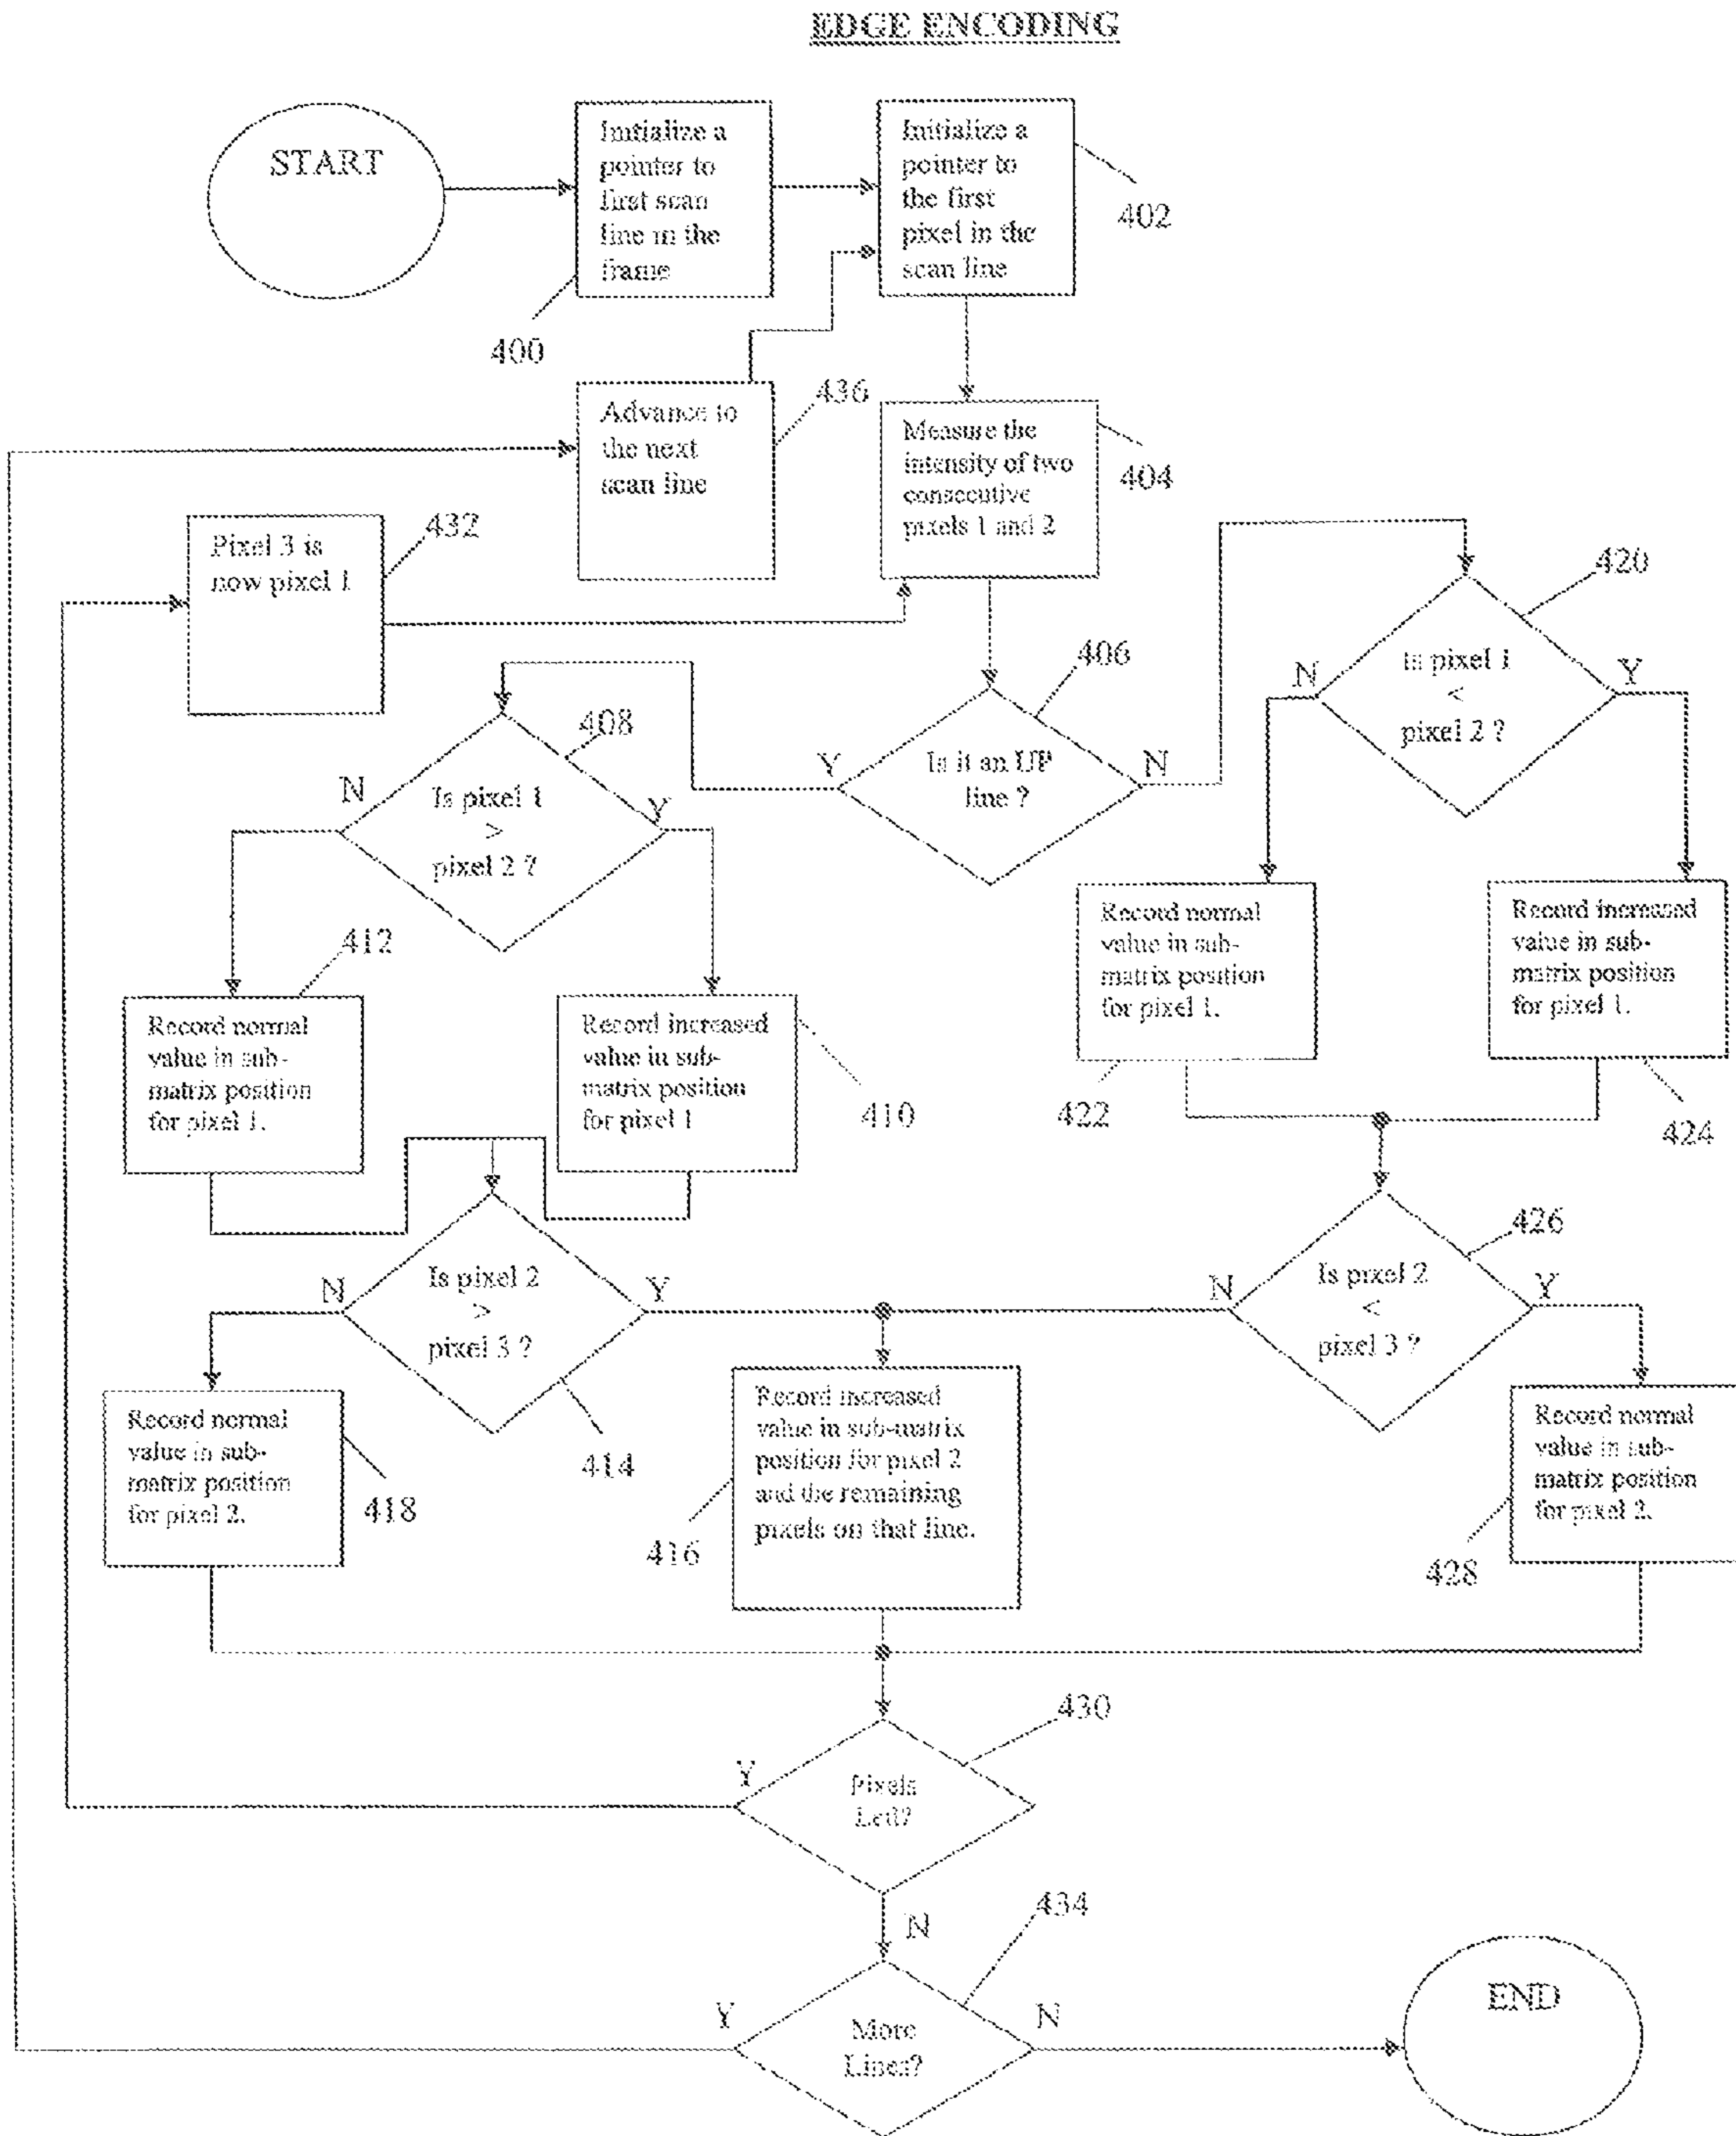 EDGE ENCODING
START
Initialize a
pointer to
first scan
line in the
frame
400
Initialize a
pointer to
the first
pixel in the
scan line
402
Advance to
the next
scan line
436
Measure the
intensity of two
consecutive
pixels 1 and 2
404
Pixel 3 is
now pixel 1
432
Is it an UP
line ?
406
Y
N
Is pixel 1
<
pixel 2 ?
420
N
Y
Is pixel 1
>
pixel 2 ?
408
N
Y
Record normal
value in sub-
matrix position
for pixel 1.
412
Record increased
value in sub-
matrix position
for pixel 1
410
Record normal
value in sub-
matrix position
for pixel 1.
422
Record increased
value in sub-
matrix position
for pixel 1.
424
Is pixel 2
>
pixel 3 ?
414
N
Y
Is pixel 2
<
pixel 3 ?
426
N
Y
Record normal
value in sub-
matrix position
for pixel 2.
418
Record increased
value in sub-matrix
position for pixel 2
and the remaining
pixels on that line.
416
Record normal
value in sub-
matrix position
for pixel 2.
428
Pixels
Left?
430
Y
N
More
Lines?
434
Y
N
END